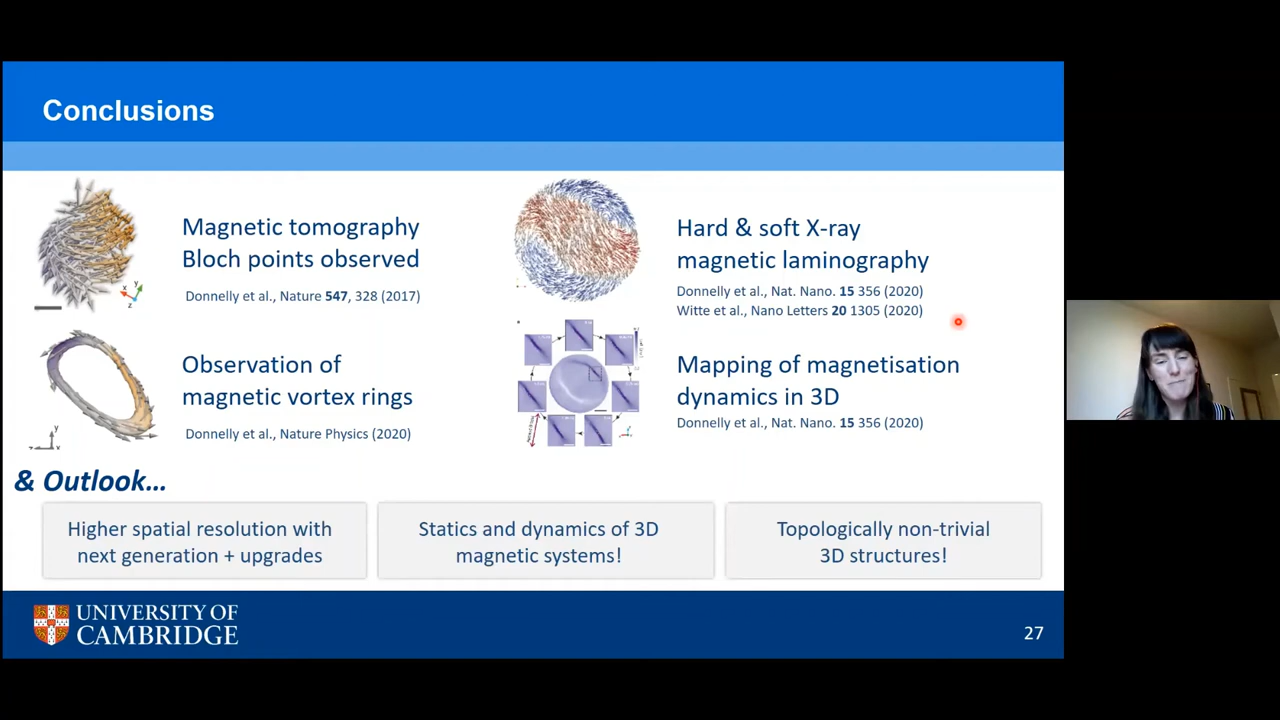 Conclusions
Magnetic tomography
Bloch points observed
Donnelly et al., Nature 547, 328 (2017)
Hard & soft X-ray
magnetic laminography
Donnelly et al., Nat. Nano. 15 356 (2020)
Witte et al., Nano Letters 20 1305 (2020)
Observation of
magnetic vortex rings
Donnelly et al., Nature Physics (2020)
Mapping of magnetisation
dynamics in 3D
Donnelly et al., Nat. Nano. 15 356 (2020)
& Outlook...
Higher spatial resolution with
next generation + upgrades
Statics and dynamics of 3D
magnetic systems!
Topologically non-trivial
3D structures!
UNIVERSITY OF
CAMBRIDGE
27